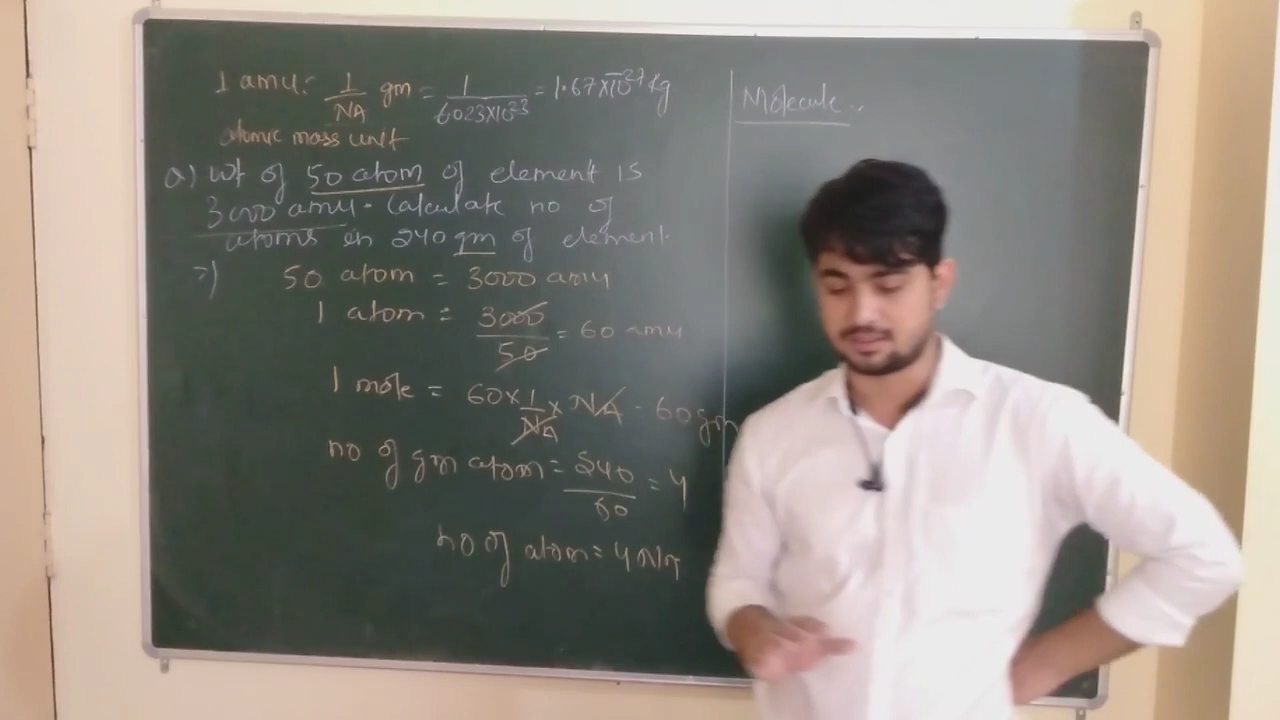 1 amu: 1/NA gm = 1/6023×10²³ = 1.67×10⁻²⁷ kg
atomic mass unit
Q) wt of 50 atom of element is
3000 amu. Calculate no of
atoms in 240 gm of element.
=) 50 atom = 3000 amu
1 atom = 3000/50 = 60 amu
1 mole = 60 × 1/NA × NA = 60 gm
no of gm atom = 240/60 = 4
no of atom = 4 NA
Molecule..